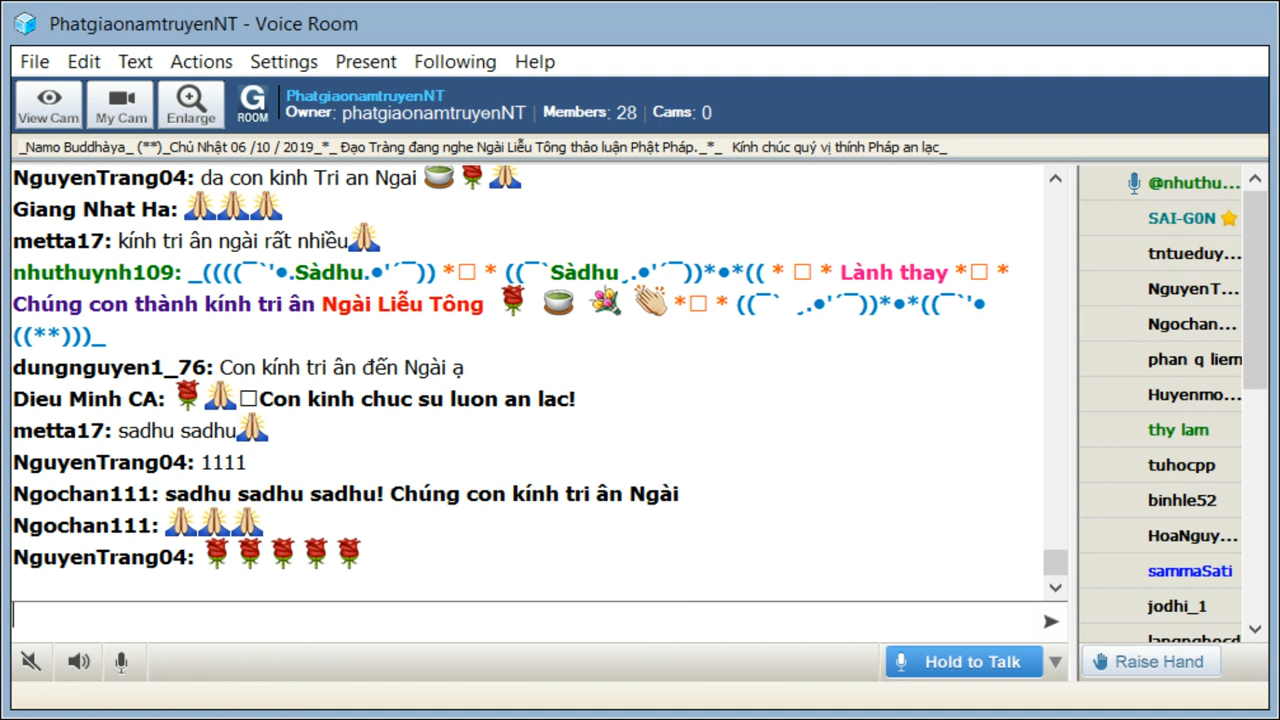 PhatgiaonamtruyenNT - Voice Room
File Edit Text Actions Settings Present Following Help
View Cam My Cam Enlarge G ROOM
PhatgiaonamtruyenNT
Owner: phatgiaonamtruyenNT | Members: 28 | Cams: 0
_Namo Buddhàya_ (**)_Chủ Nhật 06 /10 / 2019_*_ Đạo Tràng đang nghe Ngài Liễu Tông thảo luận Phật Pháp._*_ Kính chúc quý vị thính Pháp an lạc_
NguyenTrang04: da con kinh Tri an Ngai 🍵🌹🙏
Giang Nhat Ha: 🙏🙏🙏
metta17: kính tri ân ngài rất nhiều🙏
nhuthuynh109: _((((¯`'●.Sàdhu.●'´¯)) *□ * ((¯`Sàdhu¸.●'´¯))*●*(( * □ * Lành thay *□ *
Chúng con thành kính tri ân Ngài Liễu Tông 🌹 🍵 💐 👏 *□ * ((¯` ¸.●'´¯))*●*((¯`'●
((**)))_
dungnguyen1_76: Con kính tri ân đến Ngài ạ
Dieu Minh CA: 🌹🙏□Con kinh chuc su luon an lac!
metta17: sadhu sadhu🙏
NguyenTrang04: 1111
Ngochan111: sadhu sadhu sadhu! Chúng con kính tri ân Ngài
Ngochan111: 🙏🙏🙏
NguyenTrang04: 🌹🌹🌹🌹🌹
@nhuthu...
SAI-G0N
tntueduy...
NguyenT...
Ngochan...
phan q liem
Huyenmo...
thy lam
tuhocpp
binhle52
HoaNguy...
sammaSati
jodhi_1
Hold to Talk
Raise Hand